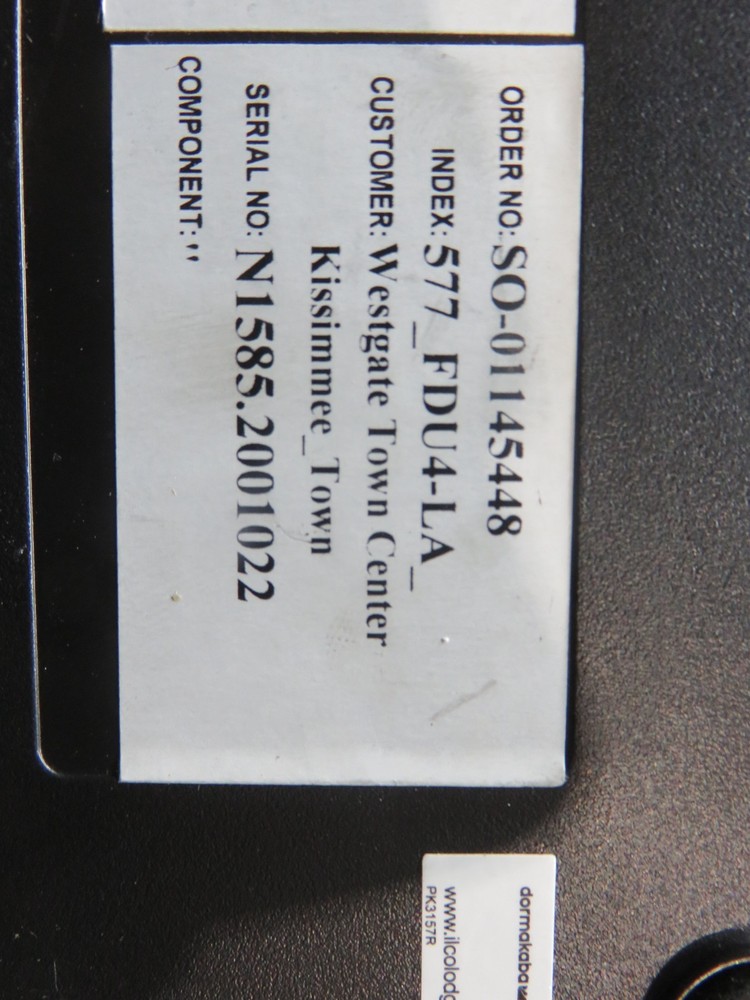 ORDER NO: SO-01145448
INDEX: 577_FDU4-LA_
CUSTOMER: Westgate Town Center
Kissimmee_Town
SERIAL NO: N1585.2001022
COMPONENT: "
dormakaba
PK3157R